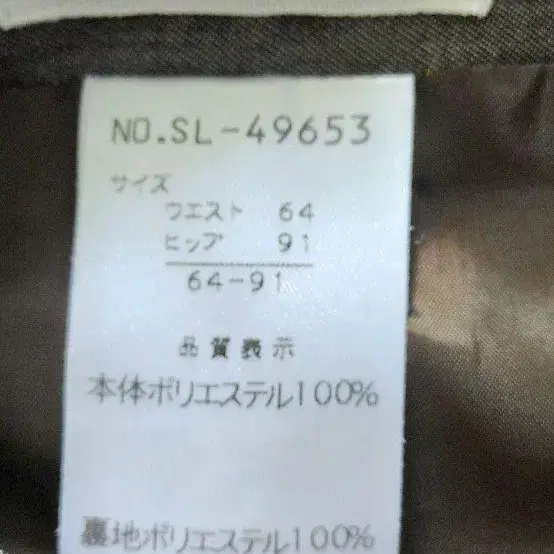 NO.SL-49653
サイズ
ウエスト 64
ヒップ 91
64-91
品質表示
本体ポリエステル100%
裏地ポリエステル100%